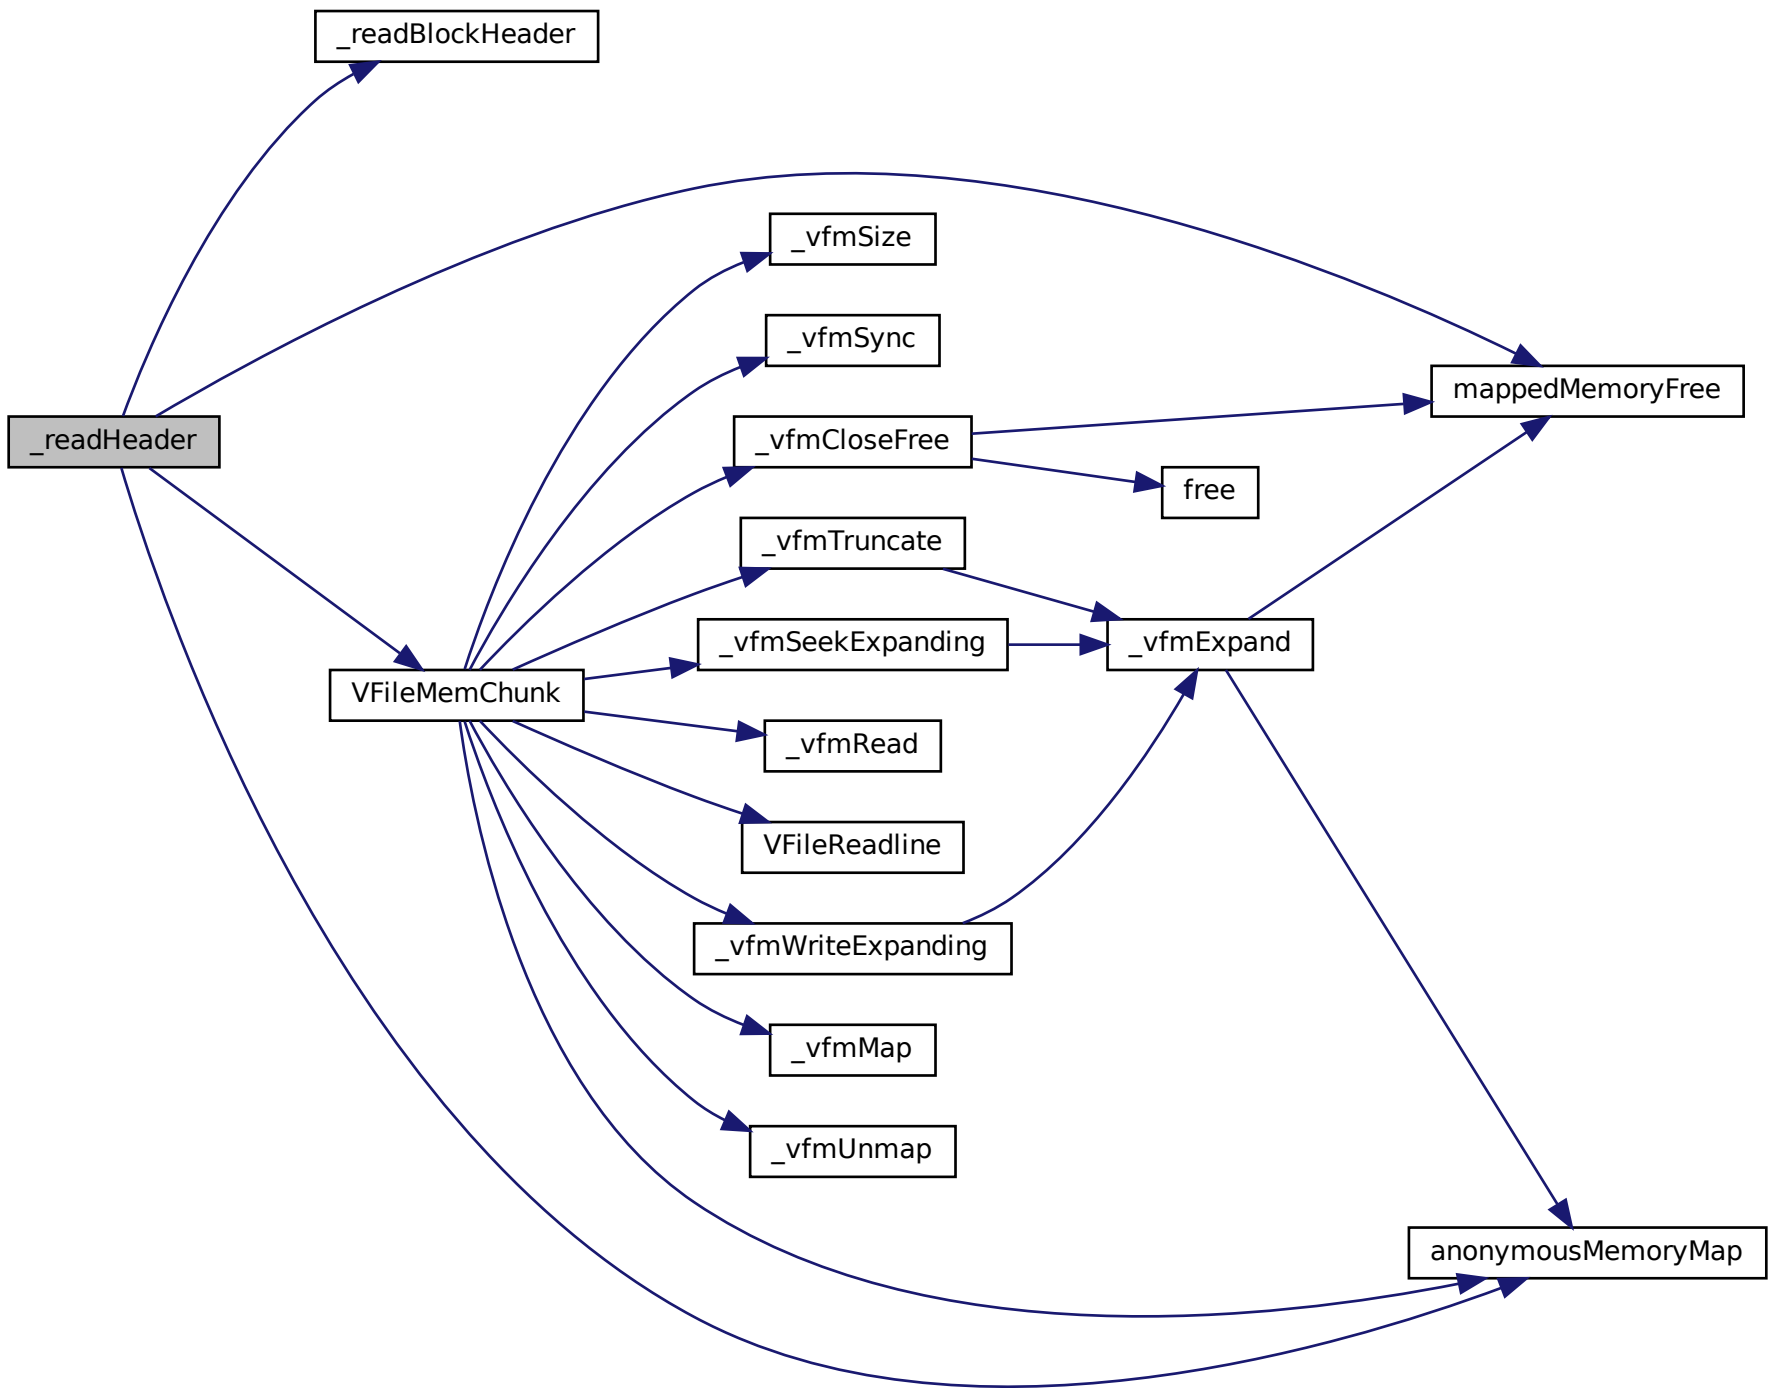 _readBlockHeader
_vfmSize
_vfmSync
mappedMemoryFree
_readHeader
_vfmCloseFree
free
_vfmTruncate
_vfmSeekExpanding
_vfmExpand
VFileMemChunk
_vfmRead
VFileReadline
_vfmWriteExpanding
_vfmMap
_vfmUnmap
anonymousMemoryMap